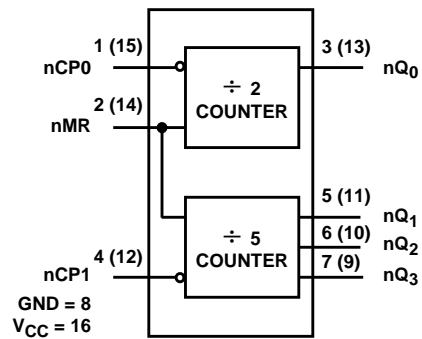 1 (15)
nCP0
2 (14)
nMR
÷ 2
COUNTER
3 (13)
nQ0
÷ 5
COUNTER
5 (11)
nQ1
6 (10)
nQ2
7 (9)
nQ3
4 (12)
nCP1
GND = 8
VCC = 16